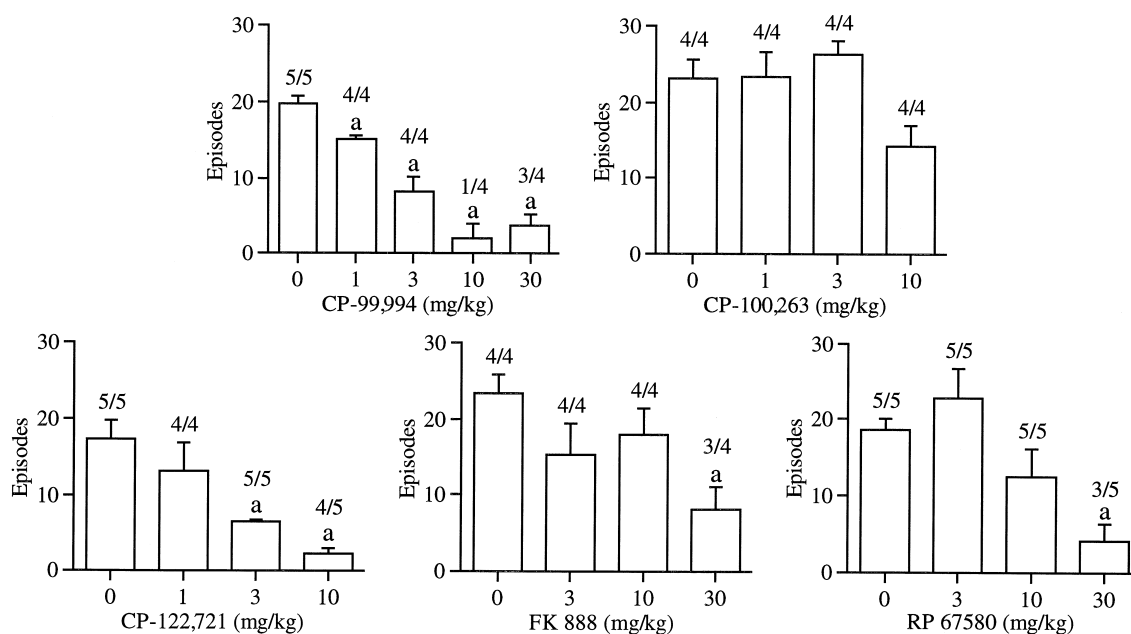 30
20
10
0
Episodes
5/5
4/4
a
4/4
a
1/4
a
3/4
a
0 1 3 10 30
CP-99,994 (mg/kg)
30
20
10
0
Episodes
4/4
4/4
4/4
4/4
0 1 3 10
CP-100,263 (mg/kg)
30
20
10
0
Episodes
5/5
4/4
5/5
a
4/5
a
0 1 3 10
CP-122,721 (mg/kg)
30
20
10
0
Episodes
4/4
4/4
4/4
3/4
a
0 3 10 30
FK 888 (mg/kg)
30
20
10
0
Episodes
5/5
5/5
5/5
3/5
a
0 3 10 30
RP 67580 (mg/kg)